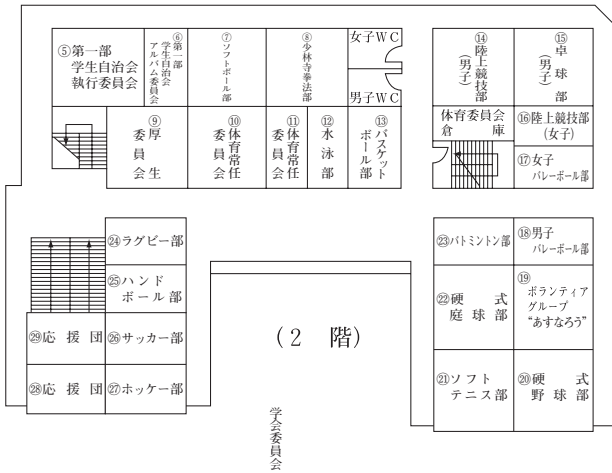 ⑤第一部
学生自治会
執行委員会
⑥第一部
学生自治会
アルバム委員会
⑦ソフトボール部
⑧少林寺拳法部
女子WC
男子WC
⑨厚生
委員会
⑩体育常任
委員会
⑪体育常任
委員会
⑫水泳部
⑬バスケット
ボール部
⑭陸上競技部
(男子)
⑮卓球部
(男子)
体育委員会
倉庫
⑯陸上競技部
(女子)
⑰女子
バレーボール部
㉔ラグビー部
㉕ハンド
ボール部
㉙応援団
㉖サッカー部
㉘応援団
㉗ホッケー部
(2 階)
学会委員会
㉓バトミントン部
⑱男子
バレーボール部
㉒硬式
庭球部
⑲
ボランティア
グループ
“あすなろう”
㉑ソフト
テニス部
⑳硬式
野球部